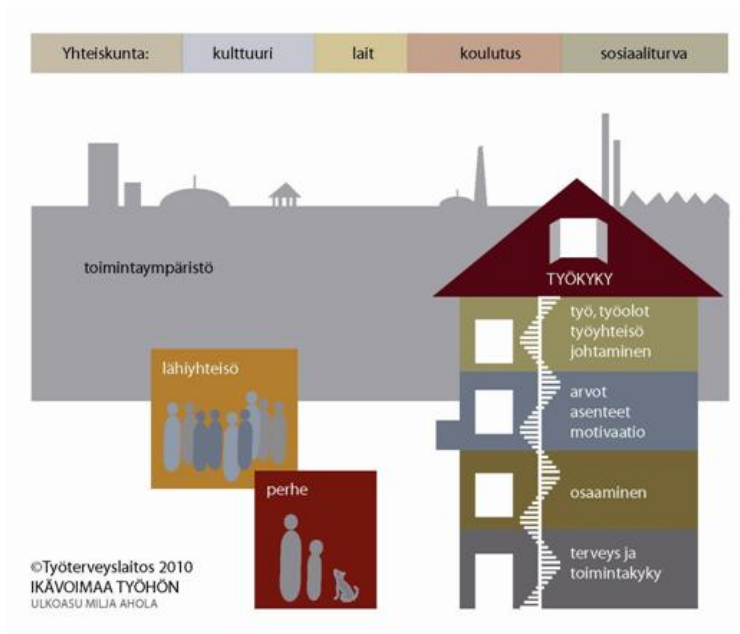 Yhteiskunta: kulttuuri lait koulutus sosiaaliturva
toimintaympäristö
TYÖKYKY
työ, työolot
työyhteisö
johtaminen
lähiyhteisö
arvot
asenteet
motivaatio
perhe
osaaminen
terveys ja
toimintakyky
©Työterveyslaitos 2010
IKÄVOIMAA TYÖHÖN
ULKOASU MILJA AHOLA